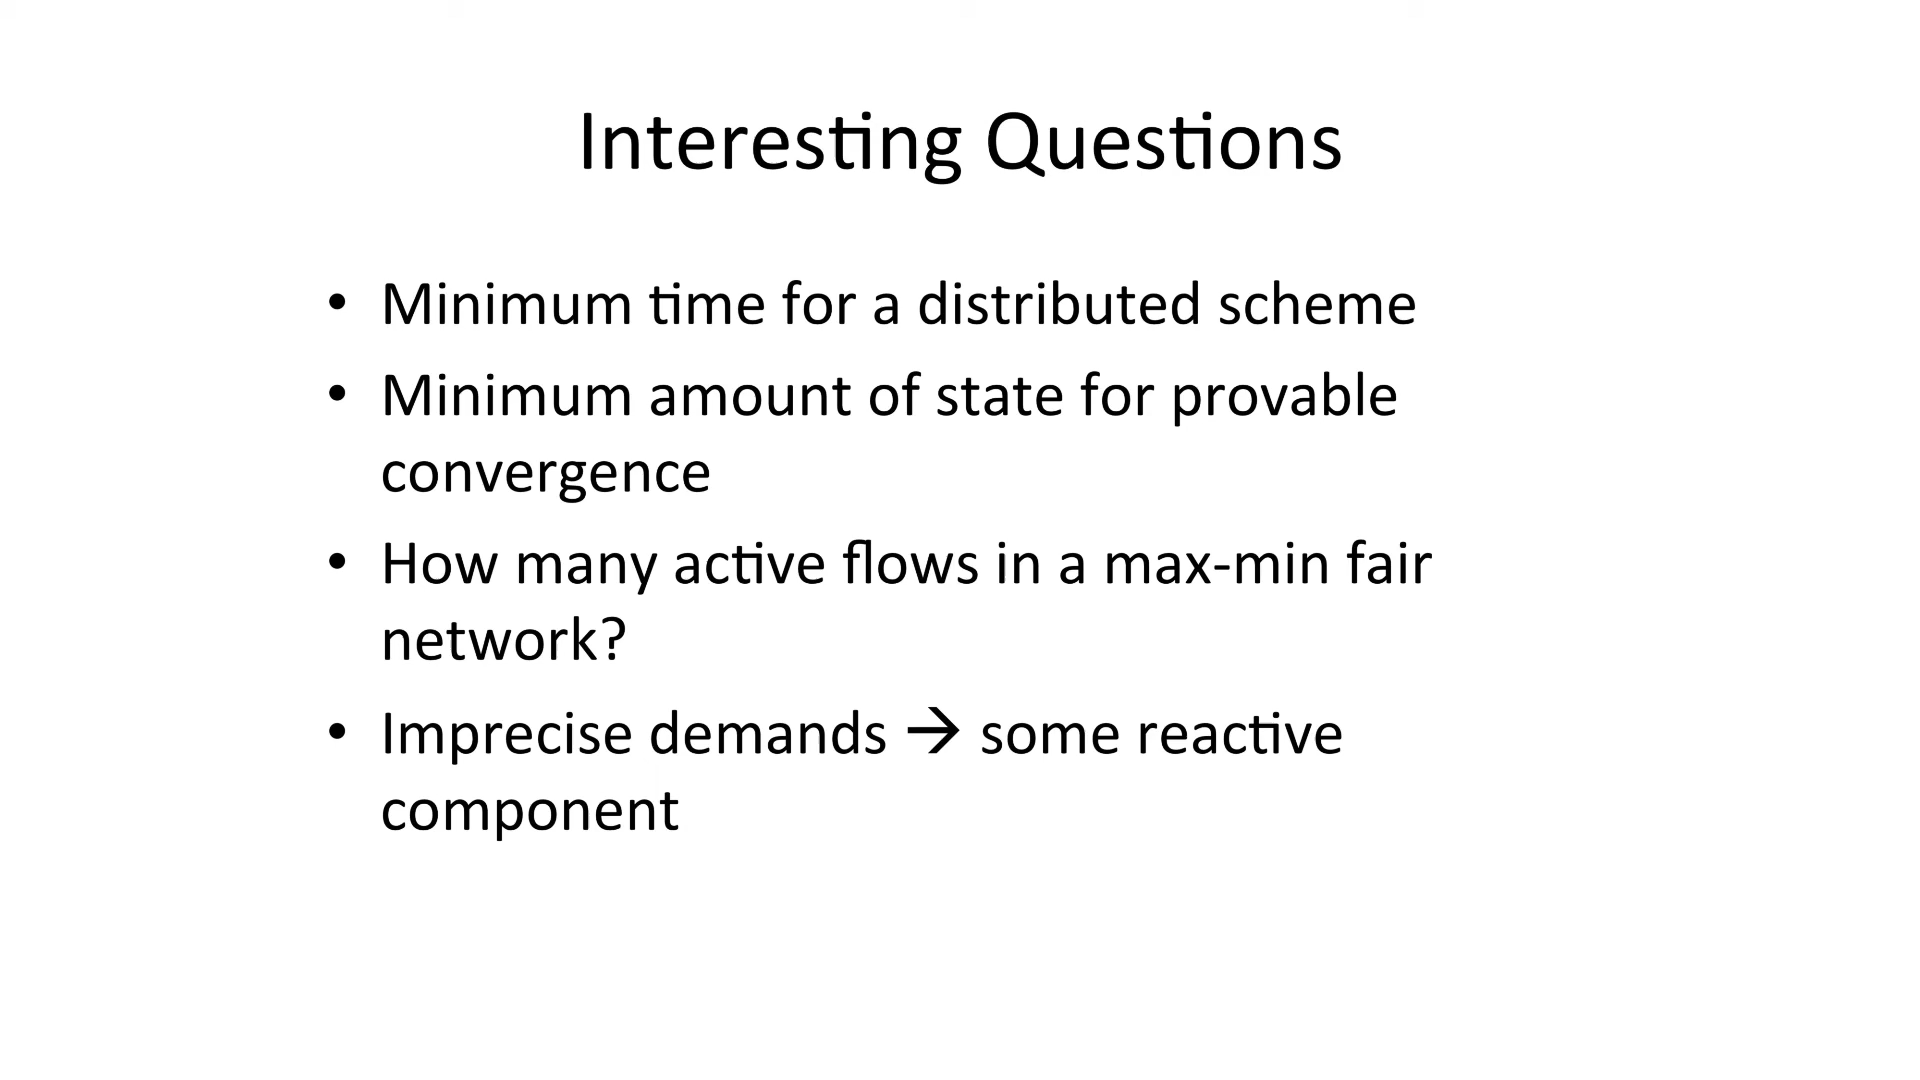 Interesting Questions
• Minimum time for a distributed scheme
• Minimum amount of state for provable
convergence
• How many active flows in a max-min fair
network?
• Imprecise demands → some reactive
component